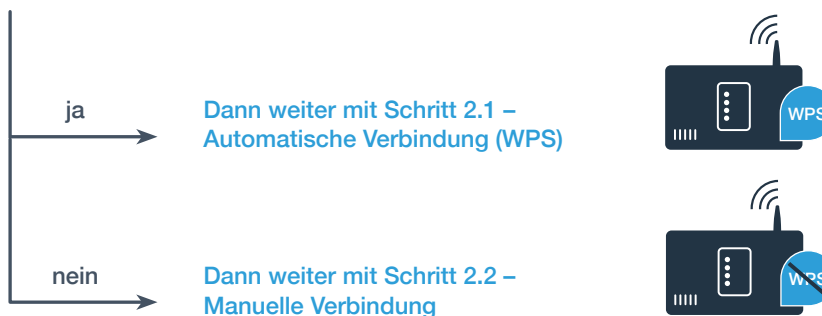 ja
Dann weiter mit Schritt 2.1 –
Automatische Verbindung (WPS)
WPS
nein
Dann weiter mit Schritt 2.2 –
Manuelle Verbindung
WPS